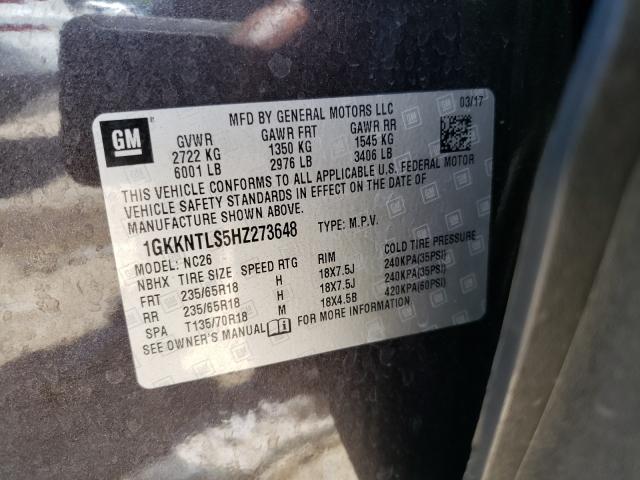 MFD BY GENERAL MOTORS LLC 03/17
GM
GVWR GAWR FRT GAWR RR
2722 KG 1350 KG 1545 KG
6001 LB 2976 LB 3406 LB
THIS VEHICLE CONFORMS TO ALL APPLICABLE U.S. FEDERAL MOTOR
VEHICLE SAFETY STANDARDS IN EFFECT ON THE DATE OF
MANUFACTURE SHOWN ABOVE.
1GKKNTLS5HZ273648 TYPE: M.P.V.
MODEL: NC26
NBHX TIRE SIZE SPEED RTG RIM COLD TIRE PRESSURE
FRT 235/65R18 H 18X7.5J 240KPA(35PSI)
RR 235/65R18 H 18X7.5J 240KPA(35PSI)
SPA T135/70R18 M 18X4.5B 420KPA(60PSI)
SEE OWNER'S MANUAL FOR MORE INFORMATION